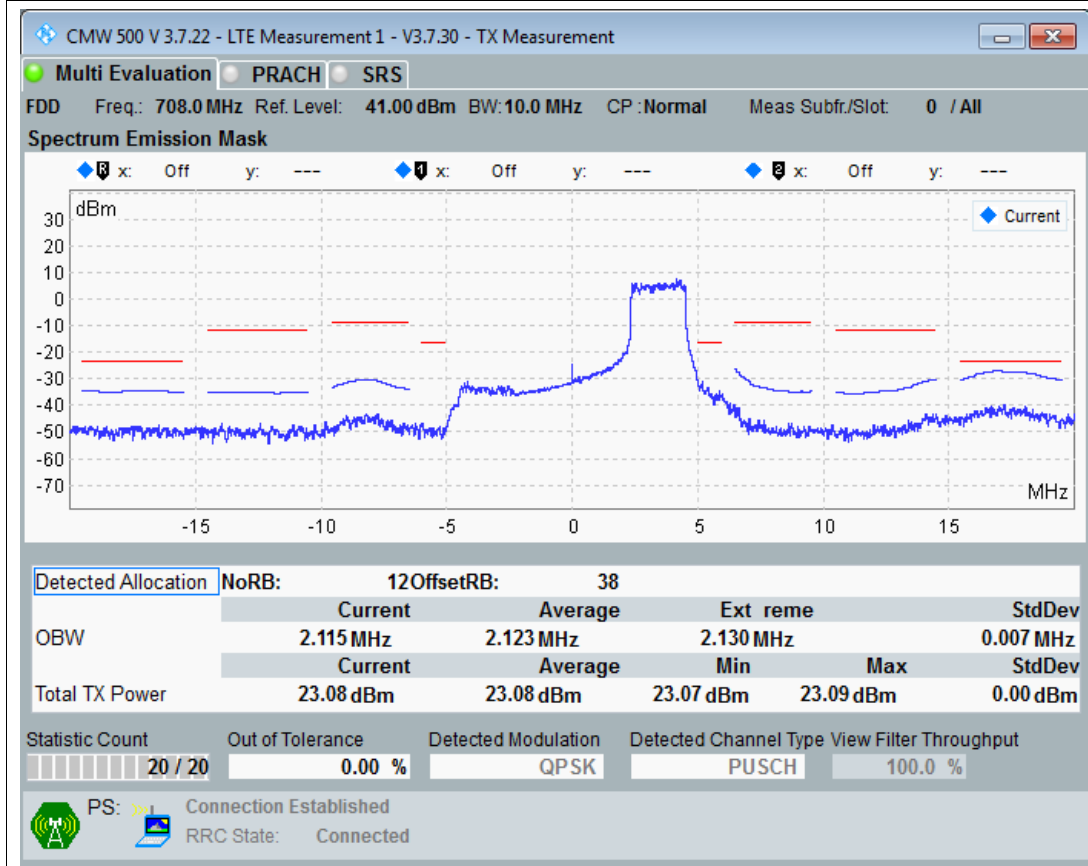 CMW 500 V 3.7.22 - LTE Measurement 1 - V3.7.30 - TX Measurement
Multi Evaluation PRACH SRS
FDD Freq.: 708.0 MHz Ref. Level: 41.00 dBm BW: 10.0 MHz CP : Normal Meas Subfr./Slot: 0 / All
Spectrum Emission Mask
R x: Off y: --- 1 x: Off y: --- 2 x: Off y: ---
dBm
Current
30
20
10
0
-10
-20
-30
-40
-50
-60
-70
MHz
-15 -10 -5 0 5 10 15
Detected Allocation NoRB: 12 OffsetRB: 38
Current Average Ext reme StdDev
OBW 2.115 MHz 2.123 MHz 2.130 MHz 0.007 MHz
Current Average Min Max StdDev
Total TX Power 23.08 dBm 23.08 dBm 23.07 dBm 23.09 dBm 0.00 dBm
Statistic Count Out of Tolerance Detected Modulation Detected Channel Type View Filter Throughput
20 / 20 0.00 % QPSK PUSCH 100.0 %
PS: Connection Established
RRC State: Connected